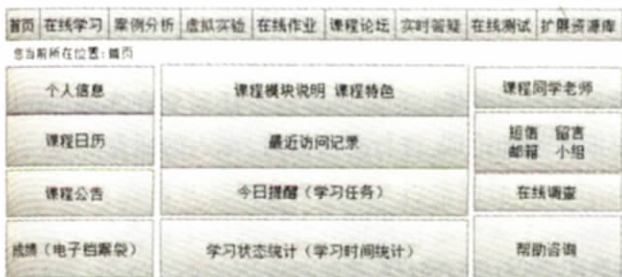 首页 在线学习 案例分析 虚拟实验 在线作业 课程论坛 实时答疑 在线测试 扩展资源库
您当前所在位置：首页
个人信息 课程模块说明 课程特色 课程同学老师
课程日历 最近访问记录 短信 留言
邮箱 小组
课程公告 今日提醒（学习任务） 在线调查
成绩（电子档案袋） 学习状态统计（学习时间统计） 帮助咨询